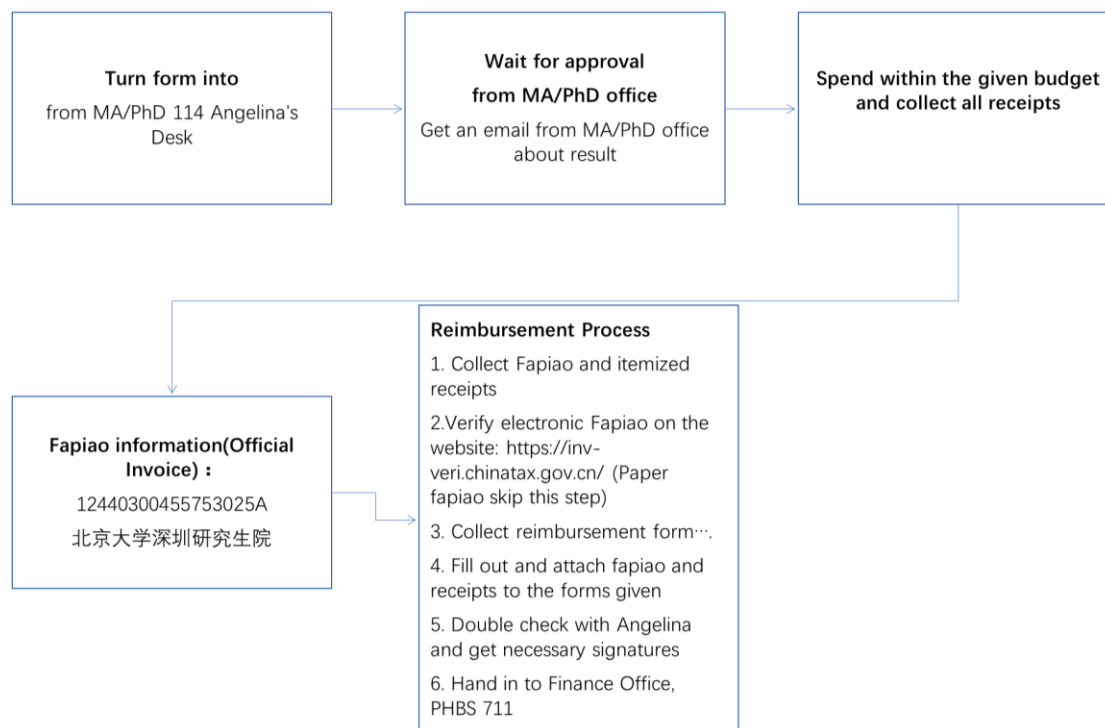 Turn form into
from MA/PhD 114 Angelina's
Desk
Wait for approval
from MA/PhD office
Get an email from MA/PhD office
about result
Spend within the given budget
and collect all receipts
Fapiao information(Official
Invoice)：
12440300455753025A
北京大学深圳研究生院
Reimbursement Process
1. Collect Fapiao and itemized
receipts
2.Verify electronic Fapiao on the
website: https://inv-
veri.chinatax.gov.cn/ (Paper
fapiao skip this step)
3. Collect reimbursement form….
4. Fill out and attach fapiao and
receipts to the forms given
5. Double check with Angelina
and get necessary signatures
6. Hand in to Finance Office,
PHBS 711